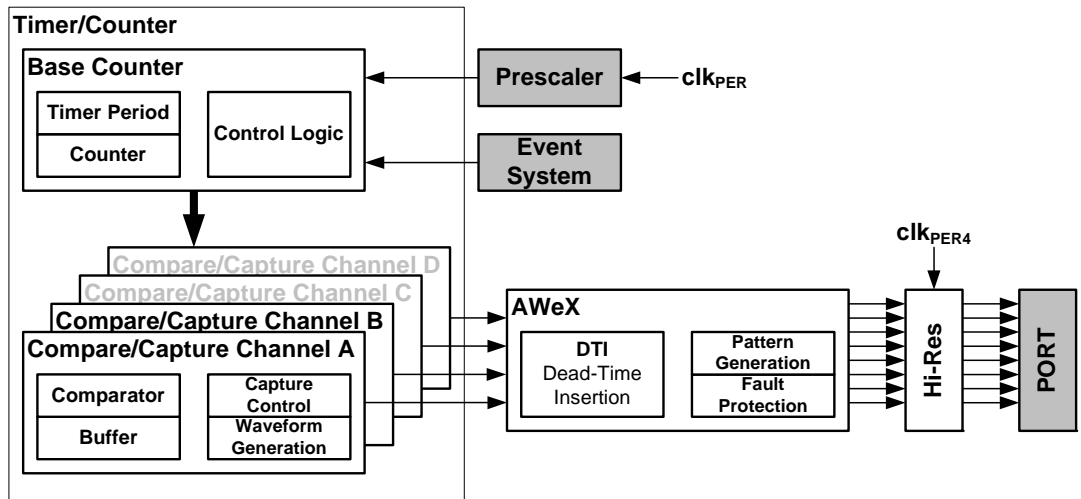 Timer/Counter
Base Counter
Timer Period
Counter
Control Logic
Prescaler
clkPER
Event
System
Compare/Capture Channel D
Compare/Capture Channel C
Compare/Capture Channel B
Compare/Capture Channel A
Comparator
Buffer
Capture
Control
Waveform
Generation
AWeX
DTI
Dead-Time
Insertion
Pattern
Generation
Fault
Protection
clkPER4
Hi-Res
PORT